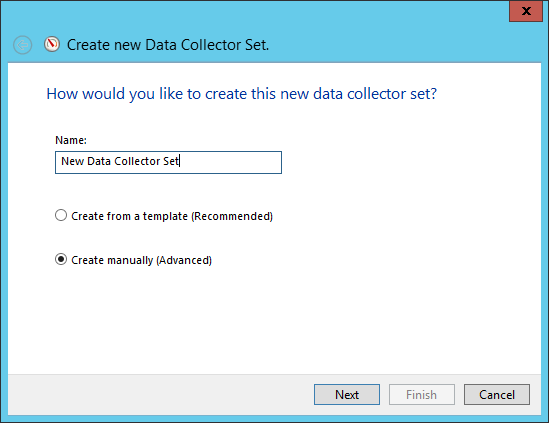 Create new Data Collector Set.
How would you like to create this new data collector set?
Name:
New Data Collector Set
Create from a template (Recommended)
Create manually (Advanced)
Next
Finish
Cancel